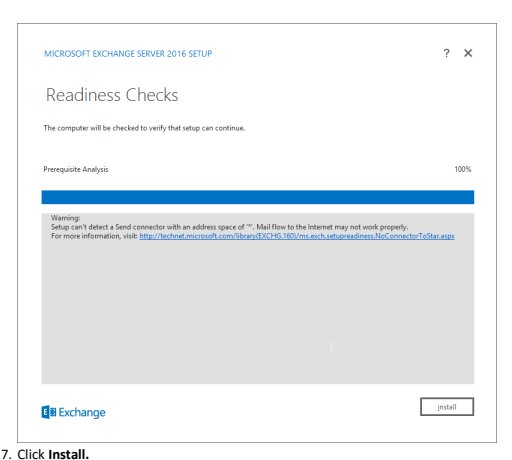 MICROSOFT EXCHANGE SERVER 2016 SETUP ? ✕
Readiness Checks
The computer will be checked to verify that setup can continue.
Prerequisite Analysis 100%
Warning:
Setup can't detect a Send connector with an address space of '*'. Mail flow to the Internet may not work properly.
For more information, visit: http://technet.microsoft.com/library(EXCHG.160)/ms.exch.setupreadiness.NoConnectorToStar.aspx
Exchange install
7. Click Install.